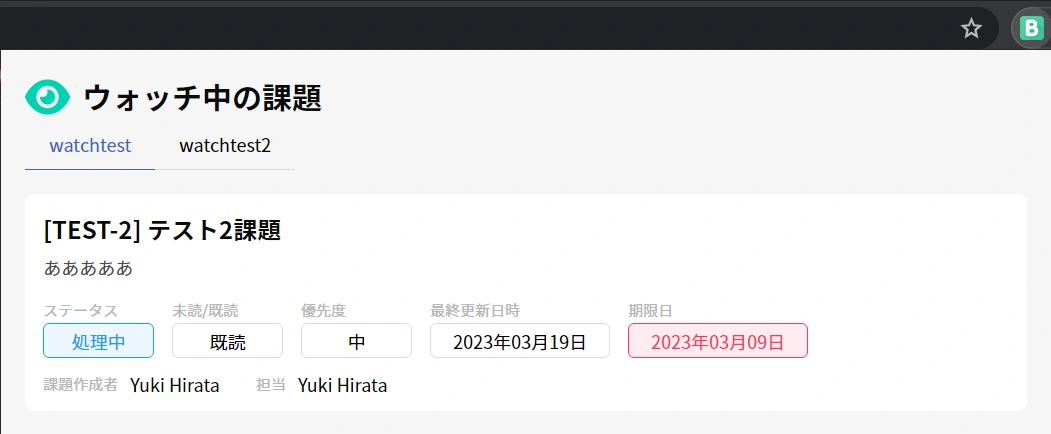 B
ウォッチ中の課題
watchtest watchtest2
[TEST-2] テスト2課題
あああああ
ステータス 未読/既読 優先度 最終更新日時 期限日
処理中 既読 中 2023年03月19日 2023年03月09日
課題作成者 Yuki Hirata 担当 Yuki Hirata